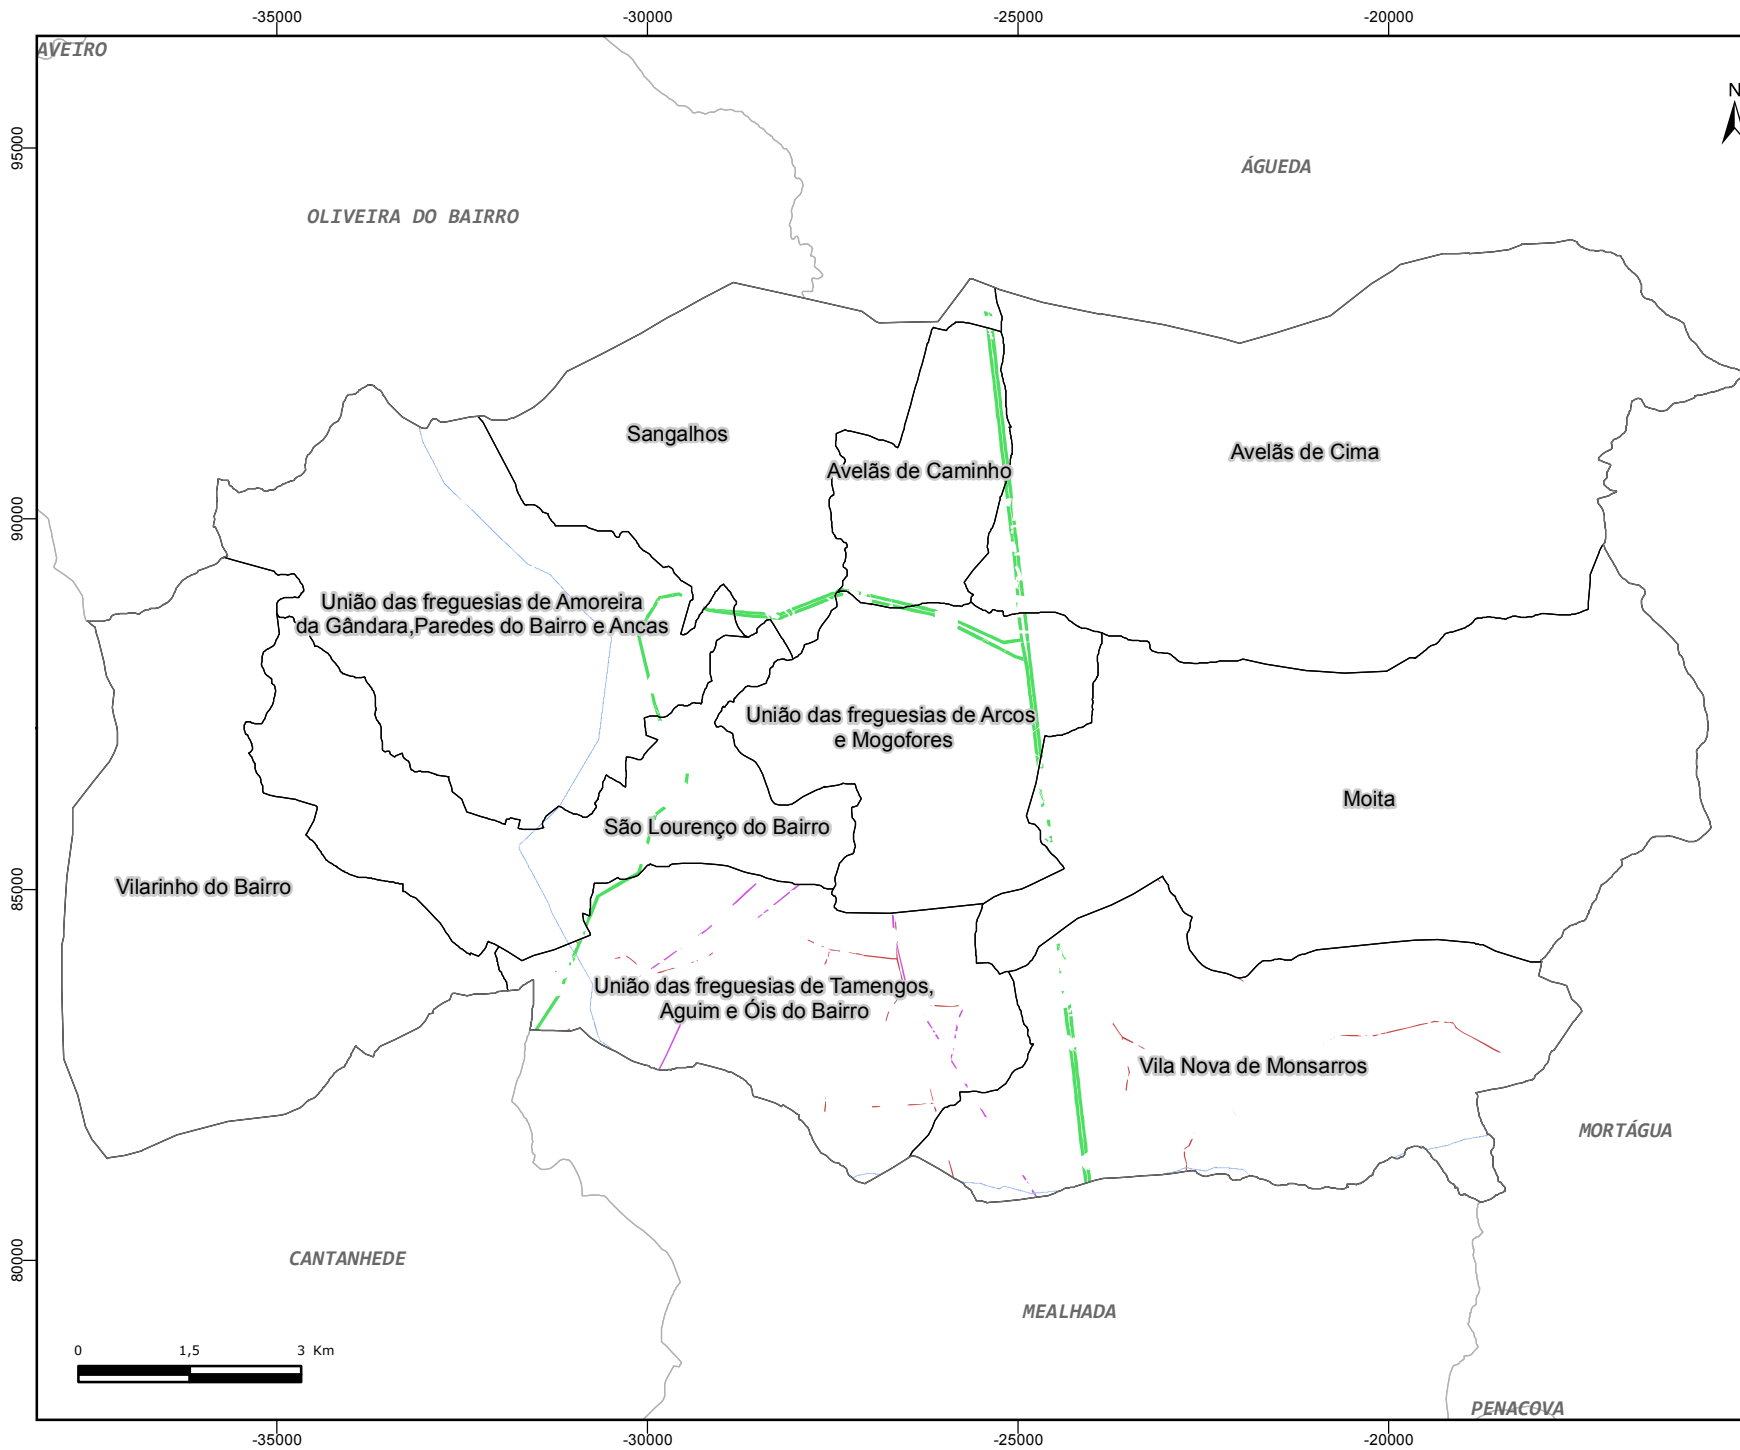 -35000
-30000
-25000
-20000
AVEIRO
N
95000
ÁGUEDA
OLIVEIRA DO BAIRRO
Sangalhos
Avelãs de Cima
Avelãs de Caminho
90000
União das freguesias de Amoreira
da Gândara,Paredes do Bairro e Ancas
União das freguesias de Arcos
e Mogofores
Moita
São Lourenço do Bairro
Vilarinho do Bairro
85000
União das freguesias de Tamengos,
Aguim e Óis do Bairro
Vila Nova de Monsarros
MORTÁGUA
80000
CANTANHEDE
MEALHADA
0 1,5 3 Km
PENACOVA
-35000
-30000
-25000
-20000